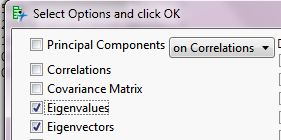 Select Options and click OK
Principal Components on Correlations
Correlations
Covariance Matrix
Eigenvalues
Eigenvectors